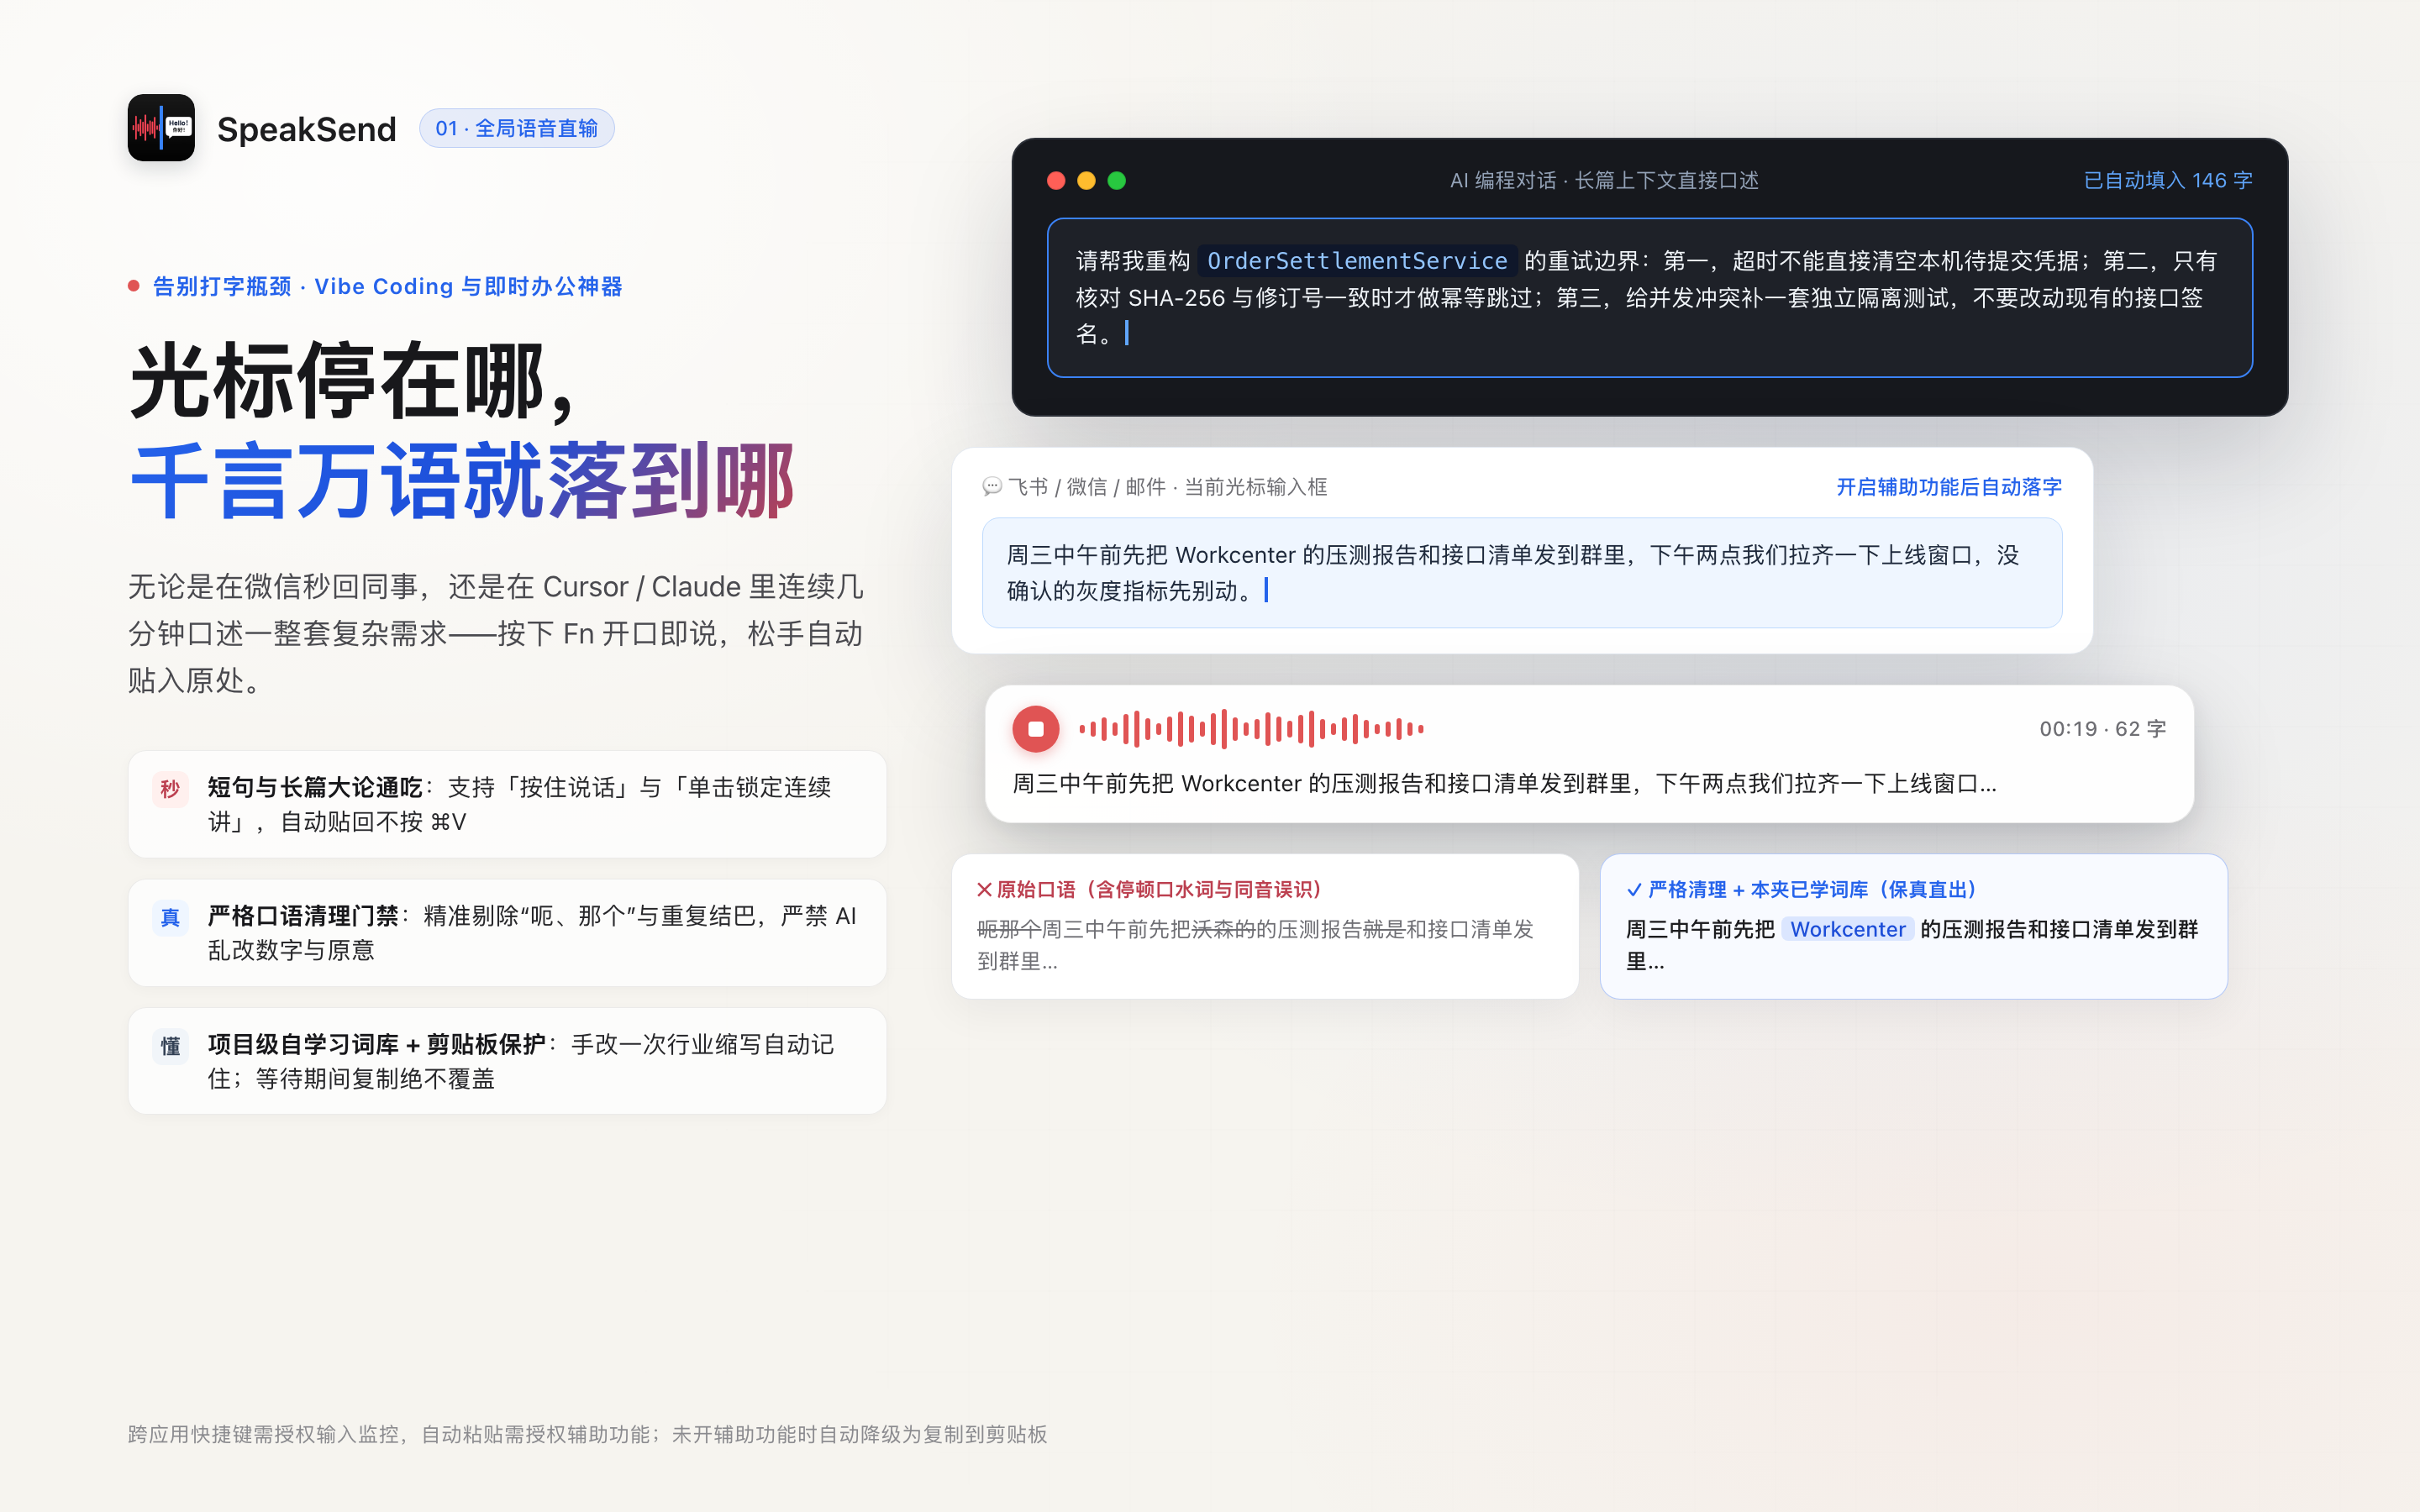 Hello!
你好!
SpeakSend
01 · 全局语音直输
告别打字瓶颈 · Vibe Coding 与即时办公神器
光标停在哪，
千言万语就落到哪
无论是在微信秒回同事，还是在 Cursor / Claude 里连续几
分钟口述一整套复杂需求——按下 Fn 开口即说，松手自动
贴入原处。
秒
短句与长篇大论通吃：支持「按住说话」与「单击锁定连续
讲」，自动贴回不按 ⌘V
真
严格口语清理门禁：精准剔除“呃、那个”与重复结巴，严禁 AI
乱改数字与原意
懂
项目级自学习词库 + 剪贴板保护：手改一次行业缩写自动记
住；等待期间复制绝不覆盖
AI 编程对话 · 长篇上下文直接口述
已自动填入 146 字
请帮我重构 OrderSettlementService 的重试边界：第一，超时不能直接清空本机待提交凭据；第二，只有
核对 SHA-256 与修订号一致时才做幂等跳过；第三，给并发冲突补一套独立隔离测试，不要改动现有的接口签
名。
飞书 / 微信 / 邮件 · 当前光标输入框
开启辅助功能后自动落字
周三中午前先把 Workcenter 的压测报告和接口清单发到群里，下午两点我们拉齐一下上线窗口，没
确认的灰度指标先别动。
00:19 · 62 字
周三中午前先把 Workcenter 的压测报告和接口清单发到群里，下午两点我们拉齐一下上线窗口...
✕ 原始口语（含停顿口水词与同音误识）
呃那个周三中午前先把沃森的的压测报告就是和接口清单发
到群里...
✓ 严格清理 + 本夹已学词库（保真直出）
周三中午前先把 Workcenter 的压测报告和接口清单发到群
里...
跨应用快捷键需授权输入监控，自动粘贴需授权辅助功能；未开辅助功能时自动降级为复制到剪贴板